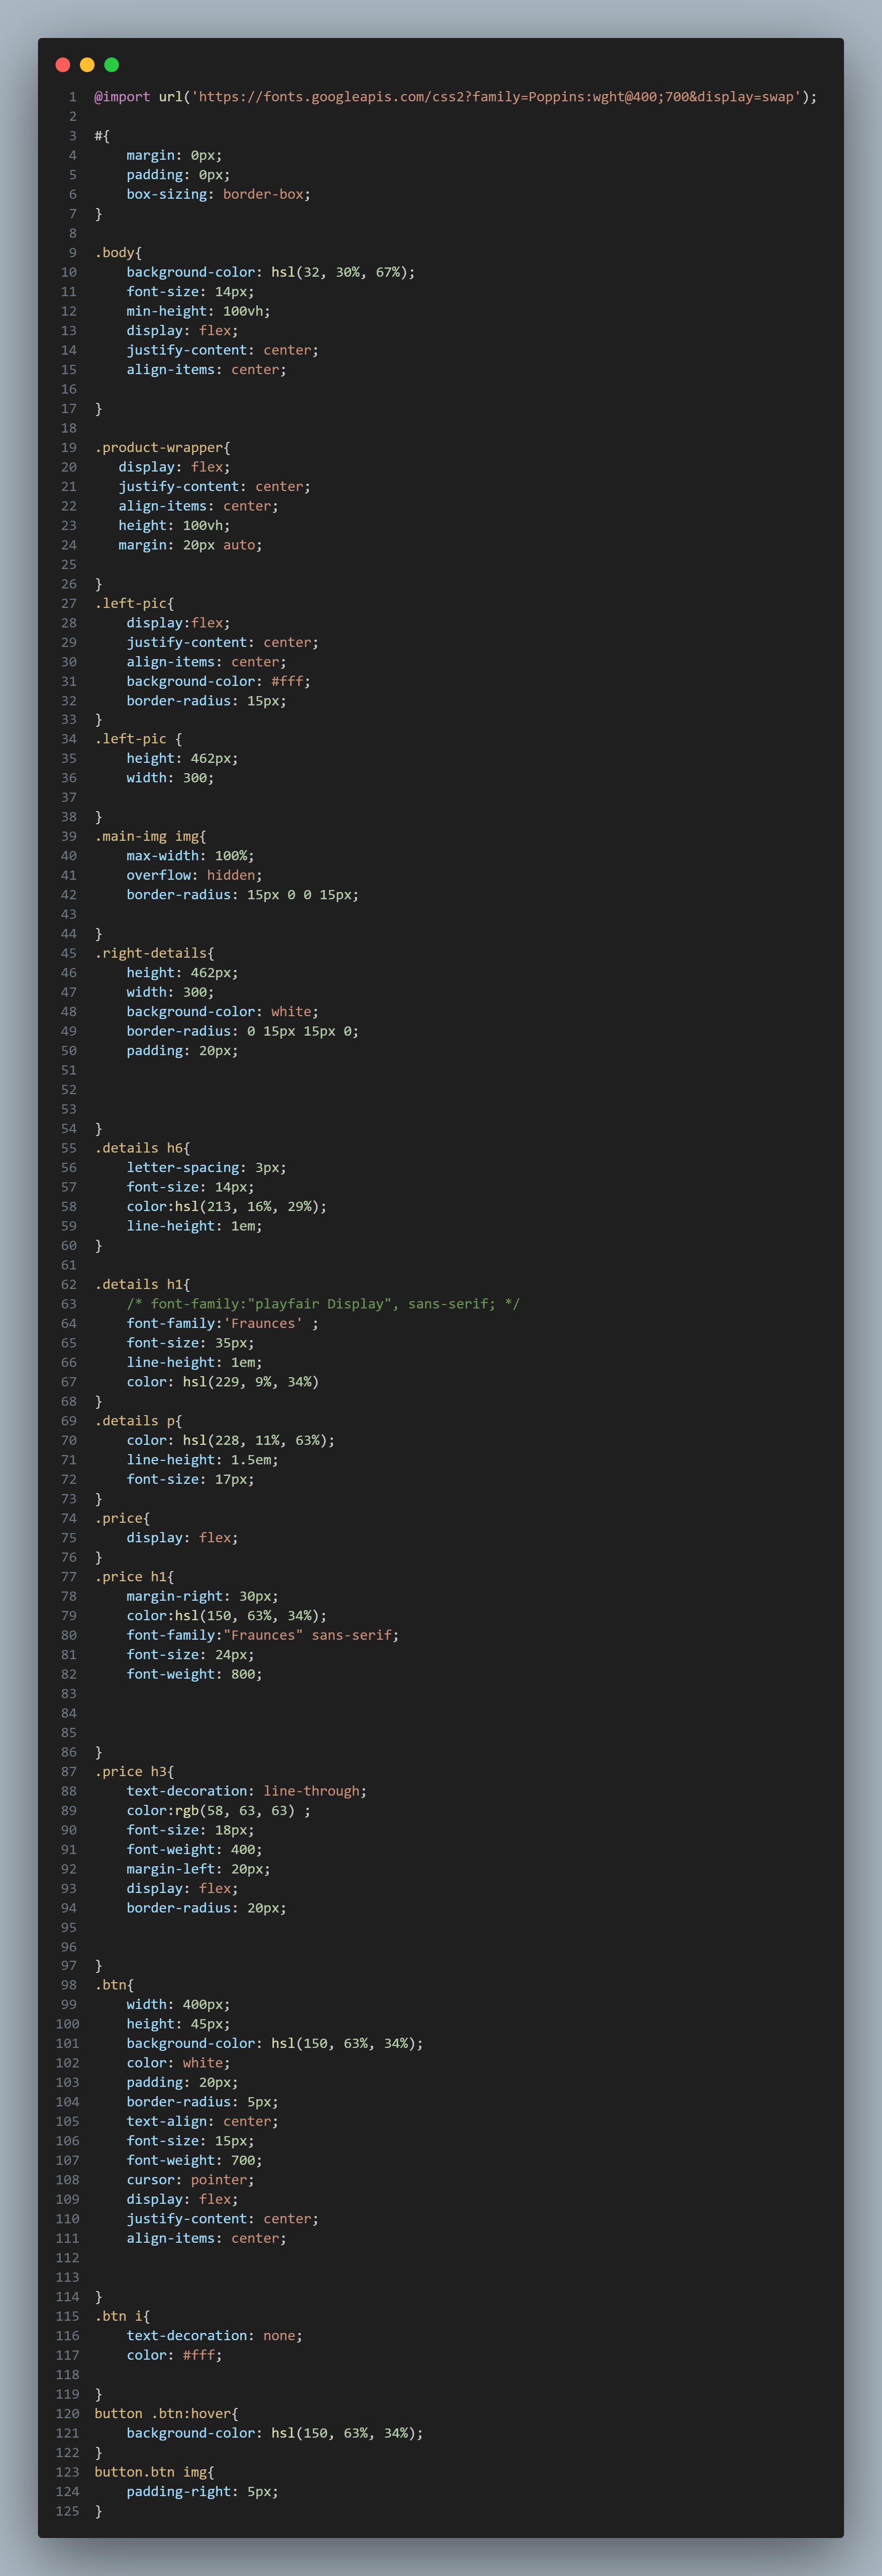 1 @import url('https://fonts.googleapis.com/css2?family=Poppins:wght@400;700&display=swap');
2
3 #{
4     margin: 0px;
5     padding: 0px;
6     box-sizing: border-box;
7 }
8
9 .body{
10     background-color: hsl(32, 30%, 67%);
11     font-size: 14px;
12     min-height: 100vh;
13     display: flex;
14     justify-content: center;
15     align-items: center;
16
17 }
18
19 .product-wrapper{
20    display: flex;
21    justify-content: center;
22    align-items: center;
23    height: 100vh;
24    margin: 20px auto;
25
26 }
27 .left-pic{
28     display:flex;
29     justify-content: center;
30     align-items: center;
31     background-color: #fff;
32     border-radius: 15px;
33 }
34 .left-pic {
35     height: 462px;
36     width: 300;
37
38 }
39 .main-img img{
40     max-width: 100%;
41     overflow: hidden;
42     border-radius: 15px 0 0 15px;
43
44 }
45 .right-details{
46     height: 462px;
47     width: 300;
48     background-color: white;
49     border-radius: 0 15px 15px 0;
50     padding: 20px;
51
52
53
54 }
55 .details h6{
56     letter-spacing: 3px;
57     font-size: 14px;
58     color:hsl(213, 16%, 29%);
59     line-height: 1em;
60 }
61
62 .details h1{
63     /* font-family:"playfair Display", sans-serif; */
64     font-family:'Fraunces' ;
65     font-size: 35px;
66     line-height: 1em;
67     color: hsl(229, 9%, 34%)
68 }
69 .details p{
70     color: hsl(228, 11%, 63%);
71     line-height: 1.5em;
72     font-size: 17px;
73 }
74 .price{
75     display: flex;
76 }
77 .price h1{
78     margin-right: 30px;
79     color:hsl(150, 63%, 34%);
80     font-family:"Fraunces" sans-serif;
81     font-size: 24px;
82     font-weight: 800;
83
84
85
86 }
87 .price h3{
88     text-decoration: line-through;
89     color:rgb(58, 63, 63) ;
90     font-size: 18px;
91     font-weight: 400;
92     margin-left: 20px;
93     display: flex;
94     border-radius: 20px;
95
96
97 }
98 .btn{
99     width: 400px;
100     height: 45px;
101     background-color: hsl(150, 63%, 34%);
102     color: white;
103     padding: 20px;
104     border-radius: 5px;
105     text-align: center;
106     font-size: 15px;
107     font-weight: 700;
108     cursor: pointer;
109     display: flex;
110     justify-content: center;
111     align-items: center;
112
113
114 }
115 .btn i{
116     text-decoration: none;
117     color: #fff;
118
119 }
120 button .btn:hover{
121     background-color: hsl(150, 63%, 34%);
122 }
123 button.btn img{
124     padding-right: 5px;
125 }